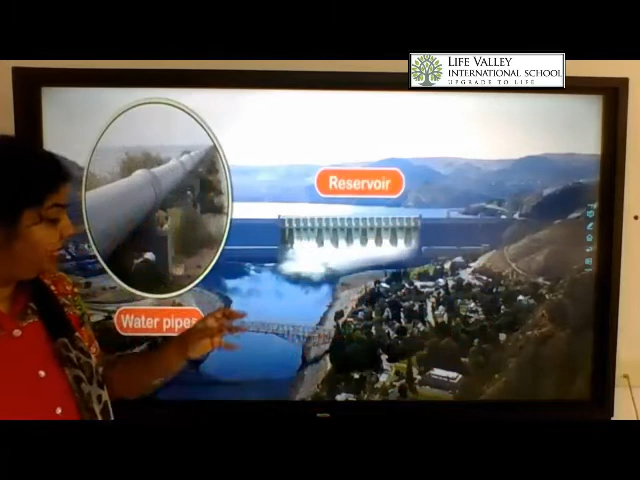 LIFE VALLEY
INTERNATIONAL SCHOOL
UPGRADE TO LIFE
Reservoir
Water pipes